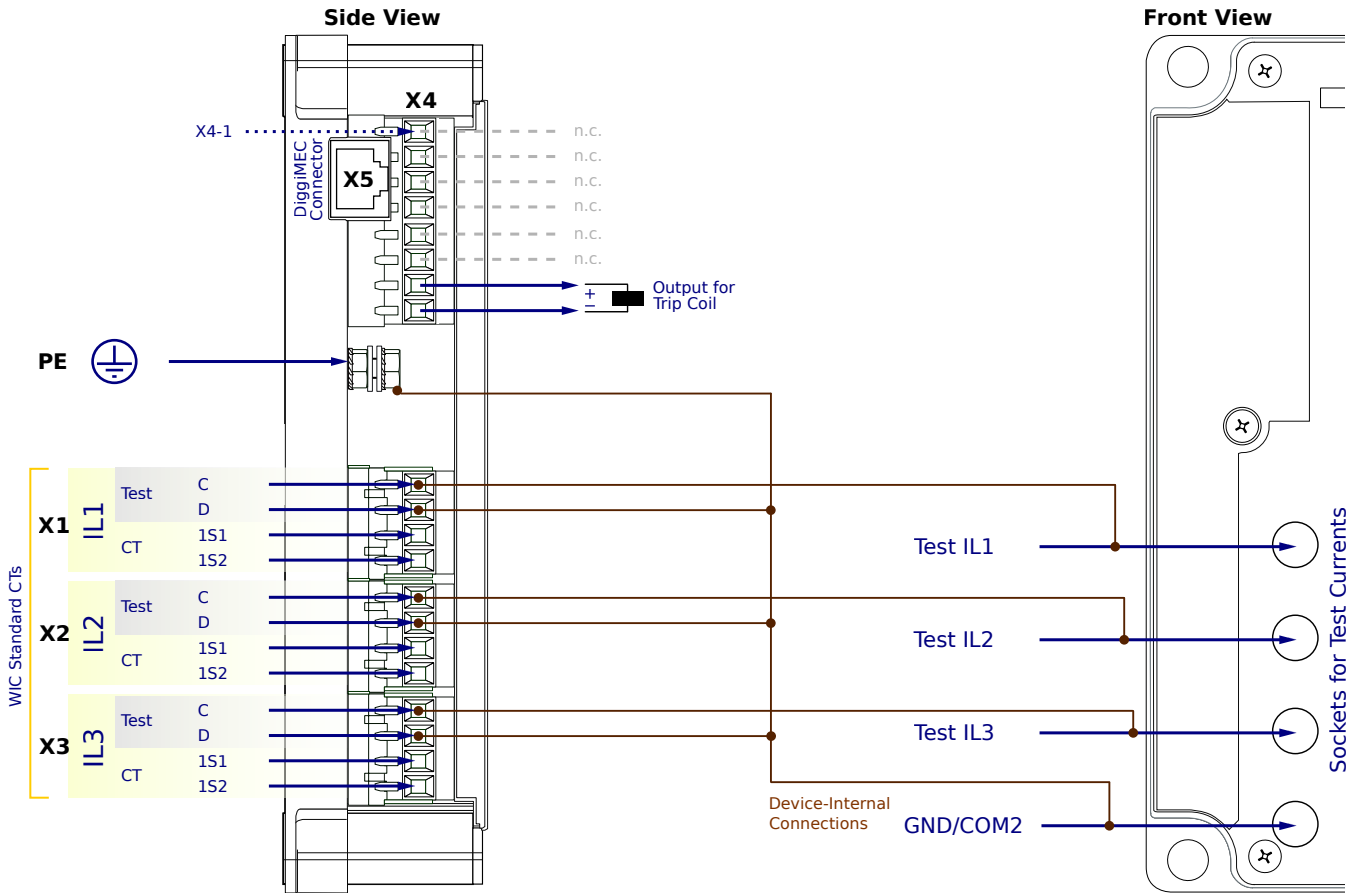 Side View
Front View
X4
X4-1
n.c.
n.c.
n.c.
n.c.
n.c.
n.c.
DiggiMEC
Connector
X5
+
−
Output for
Trip Coil
PE
WIC Standard CTs
X1
IL1
Test
C
D
CT
1S1
1S2
X2
IL2
Test
C
D
CT
1S1
1S2
X3
IL3
Test
C
D
CT
1S1
1S2
Test IL1
Test IL2
Test IL3
Device-Internal
Connections
GND/COM2
Sockets for Test Currents